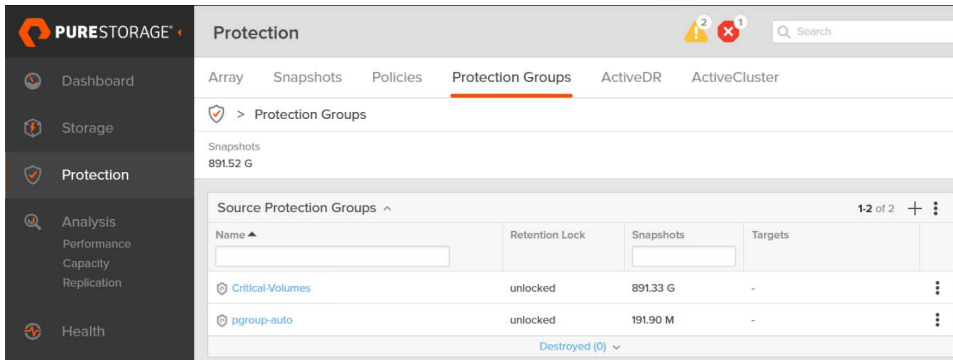 PURESTORAGE®
Protection
2
1
Search
Dashboard
Storage
Protection
Analysis
Performance
Capacity
Replication
Health
Array Snapshots Policies Protection Groups ActiveDR ActiveCluster
> Protection Groups
Snapshots
891.52 G
Source Protection Groups
1-2 of 2
Name Retention Lock Snapshots Targets
Critical-Volumes unlocked 891.33 G -
pgroup-auto unlocked 191.90 M -
Destroyed (0)